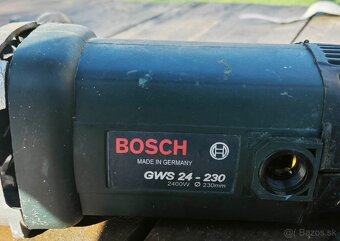 BOSCH
MADE IN GERMANY
GWS 24 - 230
2400W Ø 230mm
Bazos.sk